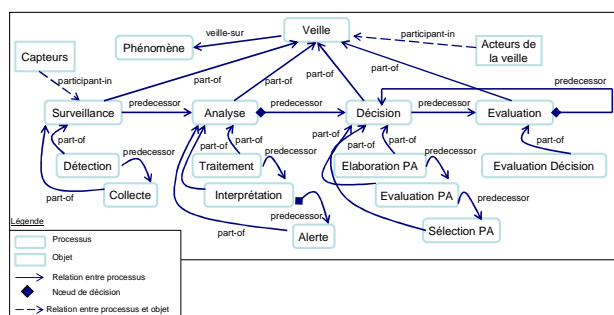 Veille
veille-sur
Phénomène
participant-in
Acteurs de
la veille
Capteurs
participant-in
part-of
part-of
part-of
part-of
predecessor
Surveillance
predecessor
Analyse
predecessor
Décision
predecessor
Evaluation
part-of
predecessor
part-of
part-of
predecessor
part-of
part-of
predecessor
part-of
Détection
Traitement
Elaboration PA
Evaluation Décision
part-of
Collecte
Interprétation
Evaluation PA
predecessor
predecessor
part-of
Alerte
Sélection PA
Légende
Processus
Objet
Relation entre processus
Nœud de décision
Relation entre processus et objet